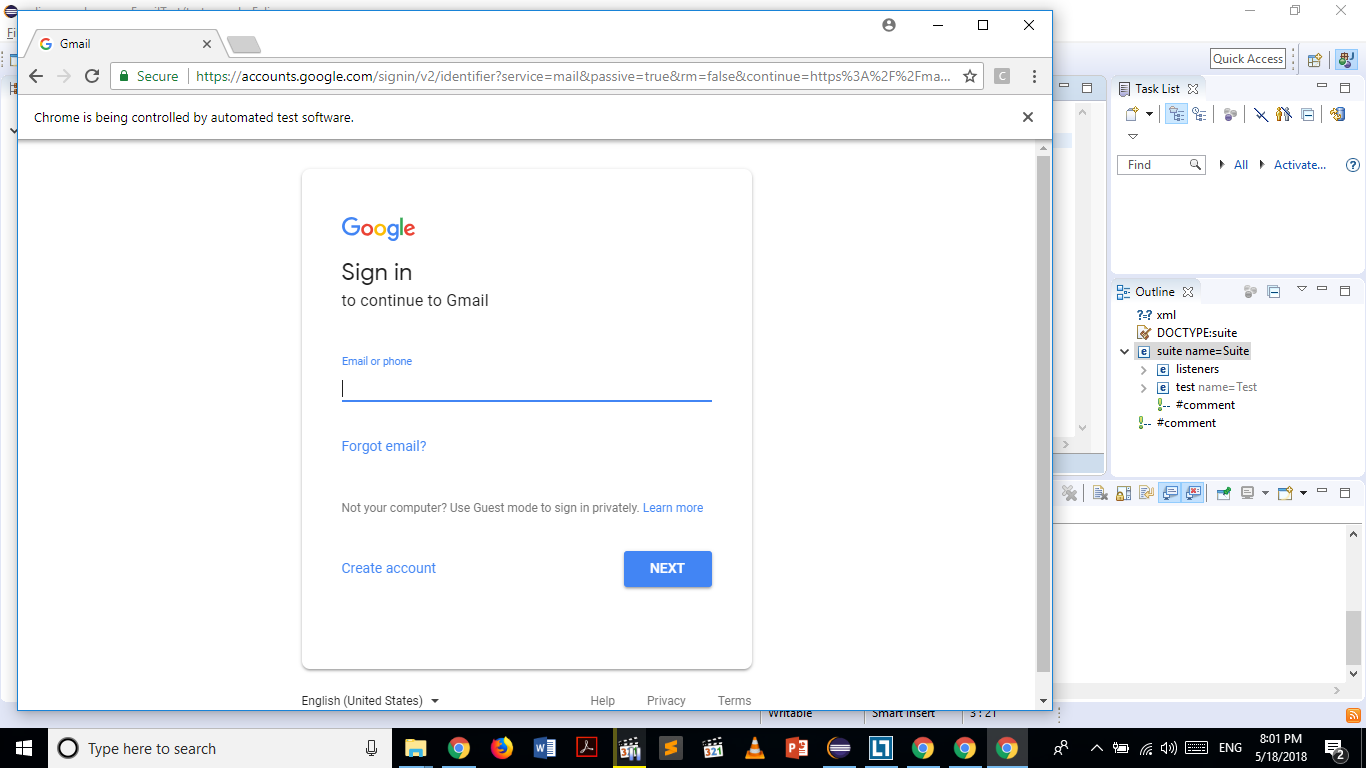 Gmail
Secure
https://accounts.google.com/signin/v2/identifier?service=mail&passive=true&rm=false&continue=https%3A%2F%2Fma...
C
Chrome is being controlled by automated test software.
Google
Sign in
to continue to Gmail
Email or phone
Forgot email?
Not your computer? Use Guest mode to sign in privately. Learn more
Create account
NEXT
English (United States)
Help
Privacy
Terms
Quick Access
Task List
Find
All
Activate...
Outline
?=? xml
DOCTYPE:suite
e suite name=Suite
e listeners
e test name=Test
#comment
#comment
Writable
Smart Insert
3 : 21
Type here to search
321
ENG
8:01 PM
5/18/2018
2